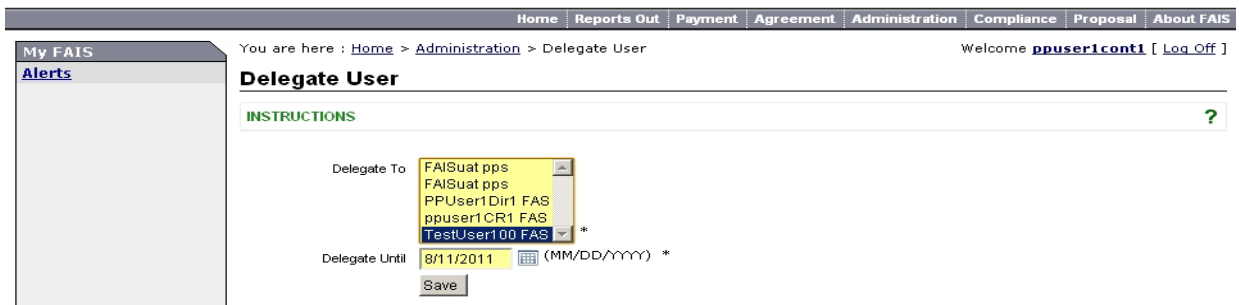 Home Reports Out Payment Agreement Administration Compliance Proposal About FAIS
My FAIS
Alerts
You are here : Home > Administration > Delegate User
Welcome ppuser1cont1 [ Log Off ]
Delegate User
INSTRUCTIONS ?
Delegate To
FAISuat pps
FAISuat pps
PPUser1Dir1 FAS
ppuser1CR1 FAS
TestUser100 FAS *
Delegate Until 8/11/2011 (MM/DD/YYYY) *
Save